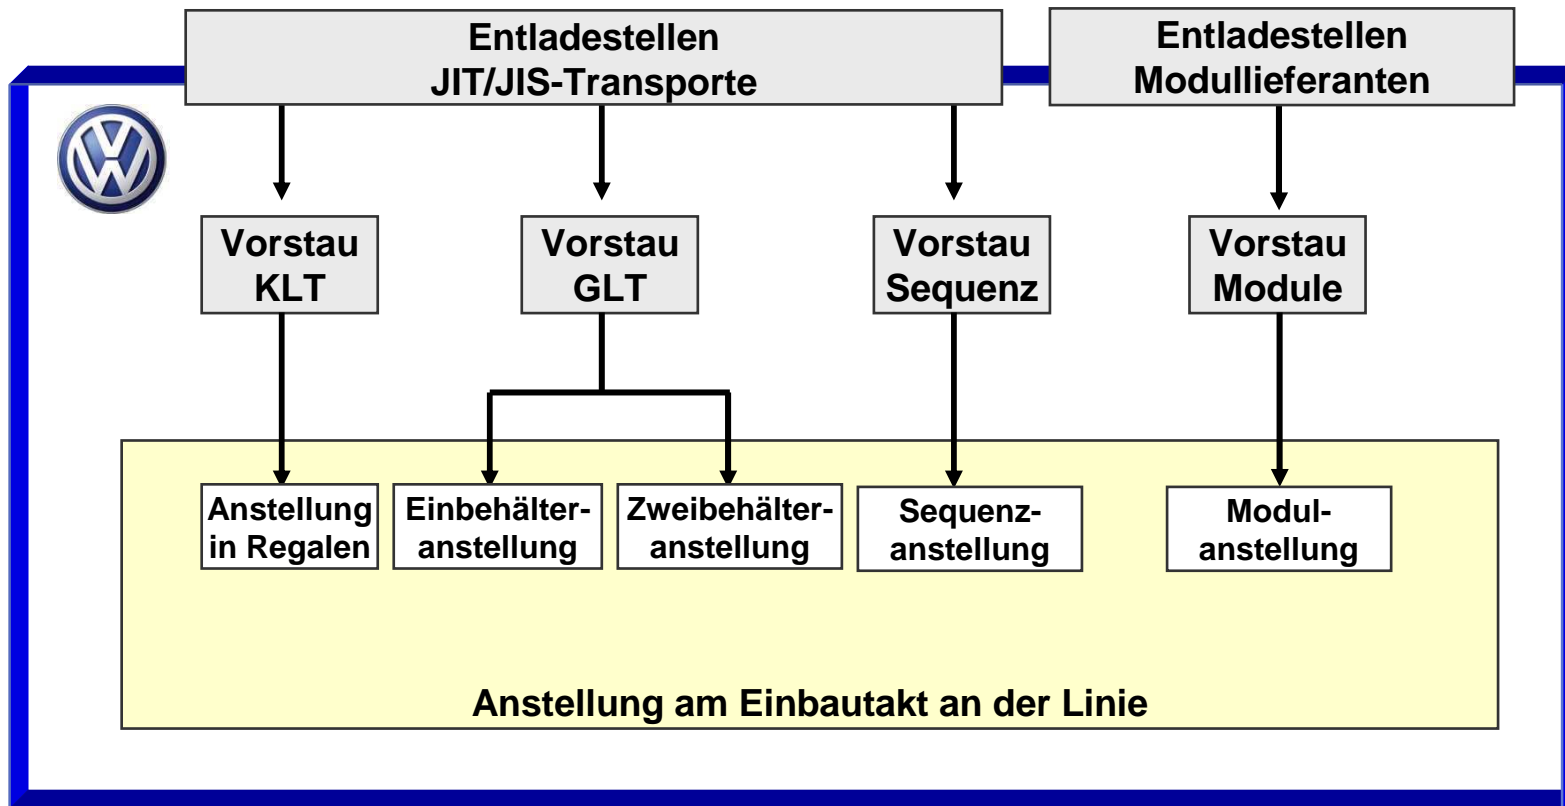 Entladestellen
JIT/JIS-Transporte
Entladestellen
Modullieferanten
Vorstau
KLT
Vorstau
GLT
Vorstau
Sequenz
Vorstau
Module
Anstellung
in Regalen
Einbehälter-
anstellung
Zweibehälter-
anstellung
Sequenz-
anstellung
Modul-
anstellung
Anstellung am Einbautakt an der Linie